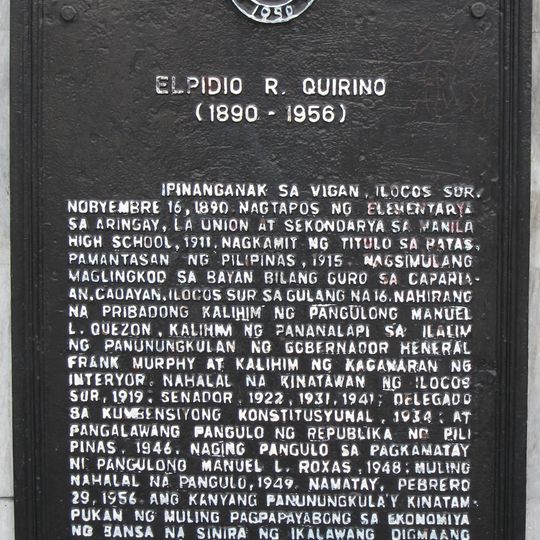 1890
ELPIDIO R. QUIRINO
(1890 - 1956)
IPINANGANAK SA VIGAN, ILOCOS SUR,
NOBYEMBRE 16, 1890. NAGTAPOS NG ELEMENTARYA
SA ARINGAY, LA UNION AT SEKONDARYA SA MANILA
HIGH SCHOOL, 1911, NAGKAMIT NG TITULO SA BATAS,
PAMANTASAN NG PILIPINAS, 1915. NAGSIMULANG
MAGLINGKOD SA BAYAN BILANG GURO SA CAPARIA-
AN, CAOAYAN, ILOCOS SUR SA GULANG NA 16. NAHIRANG
NA PRIBADONG KALIHIM NG PANGULONG MANUEL
L. QUEZON, KALIHIM NG PANANALAPI SA ILALIM
NG PANUNUNGKULAN NG GOBERNADOR HENERAL
FRANK MURPHY AT KALIHIM NG KAGAWARAN NG
INTERYOR. NAHALAL NA KINATAWAN NG ILOCOS
SUR, 1919; SENADOR, 1922, 1931, 1941; DELEGADO
SA KUMBENSIYONG KONSTITUSYUNAL, 1934; AT
PANGALAWANG PANGULO NG REPUBLIKA NG PILI
PINAS, 1946. NAGING PANGULO SA PAGKAMATAY
NI PANGULONG MANUEL L. ROXAS, 1948; MULING
NAHALAL NA PANGULO, 1949. NAMATAY, PEBRERO
29, 1956. ANG KANYANG PANUNUNGKULA'Y KINATAM-
PUKAN NG MULING PAGPAPAYABONG SA EKONOMIYA
NG BANSA NA SINIRA NG IKALAWANG DIGMAANG